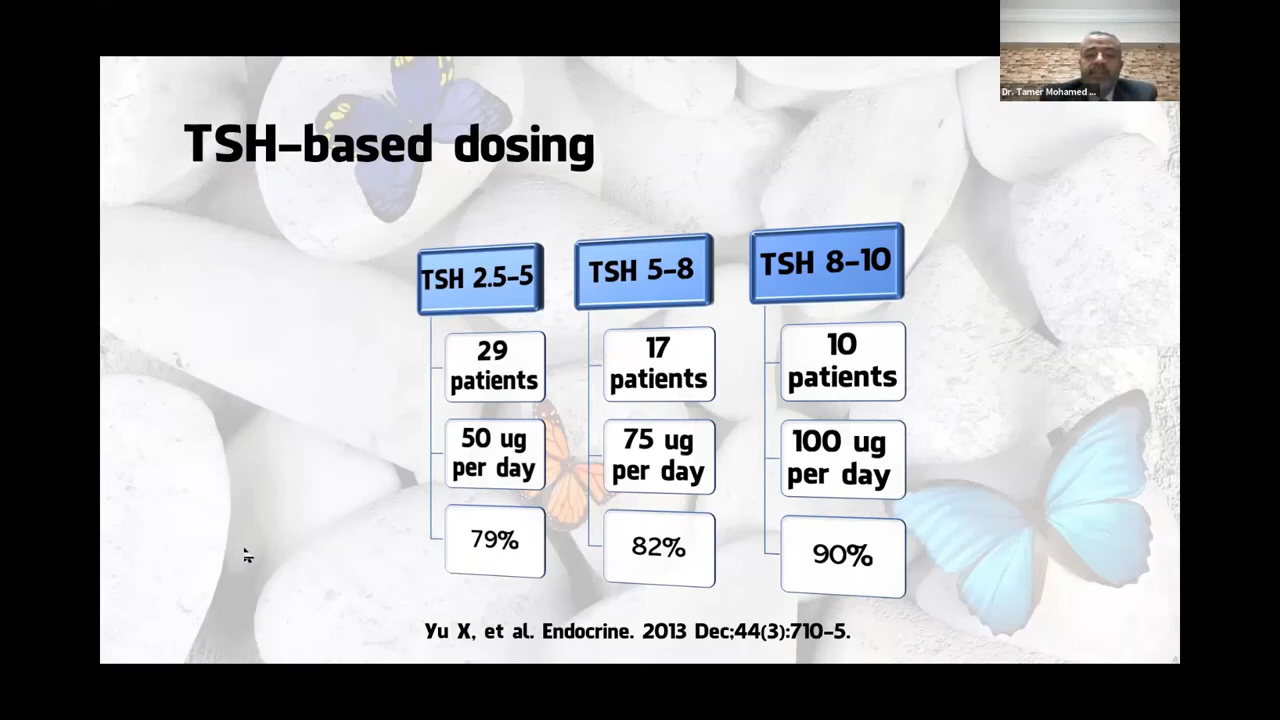 Dr. Tamer Mohamed ...
TSH-based dosing
TSH 2.5-5
29
patients
50 ug
per day
79%
TSH 5-8
17
patients
75 ug
per day
82%
TSH 8-10
10
patients
100 ug
per day
90%
Yu X, et al. Endocrine. 2013 Dec;44(3):710-5.